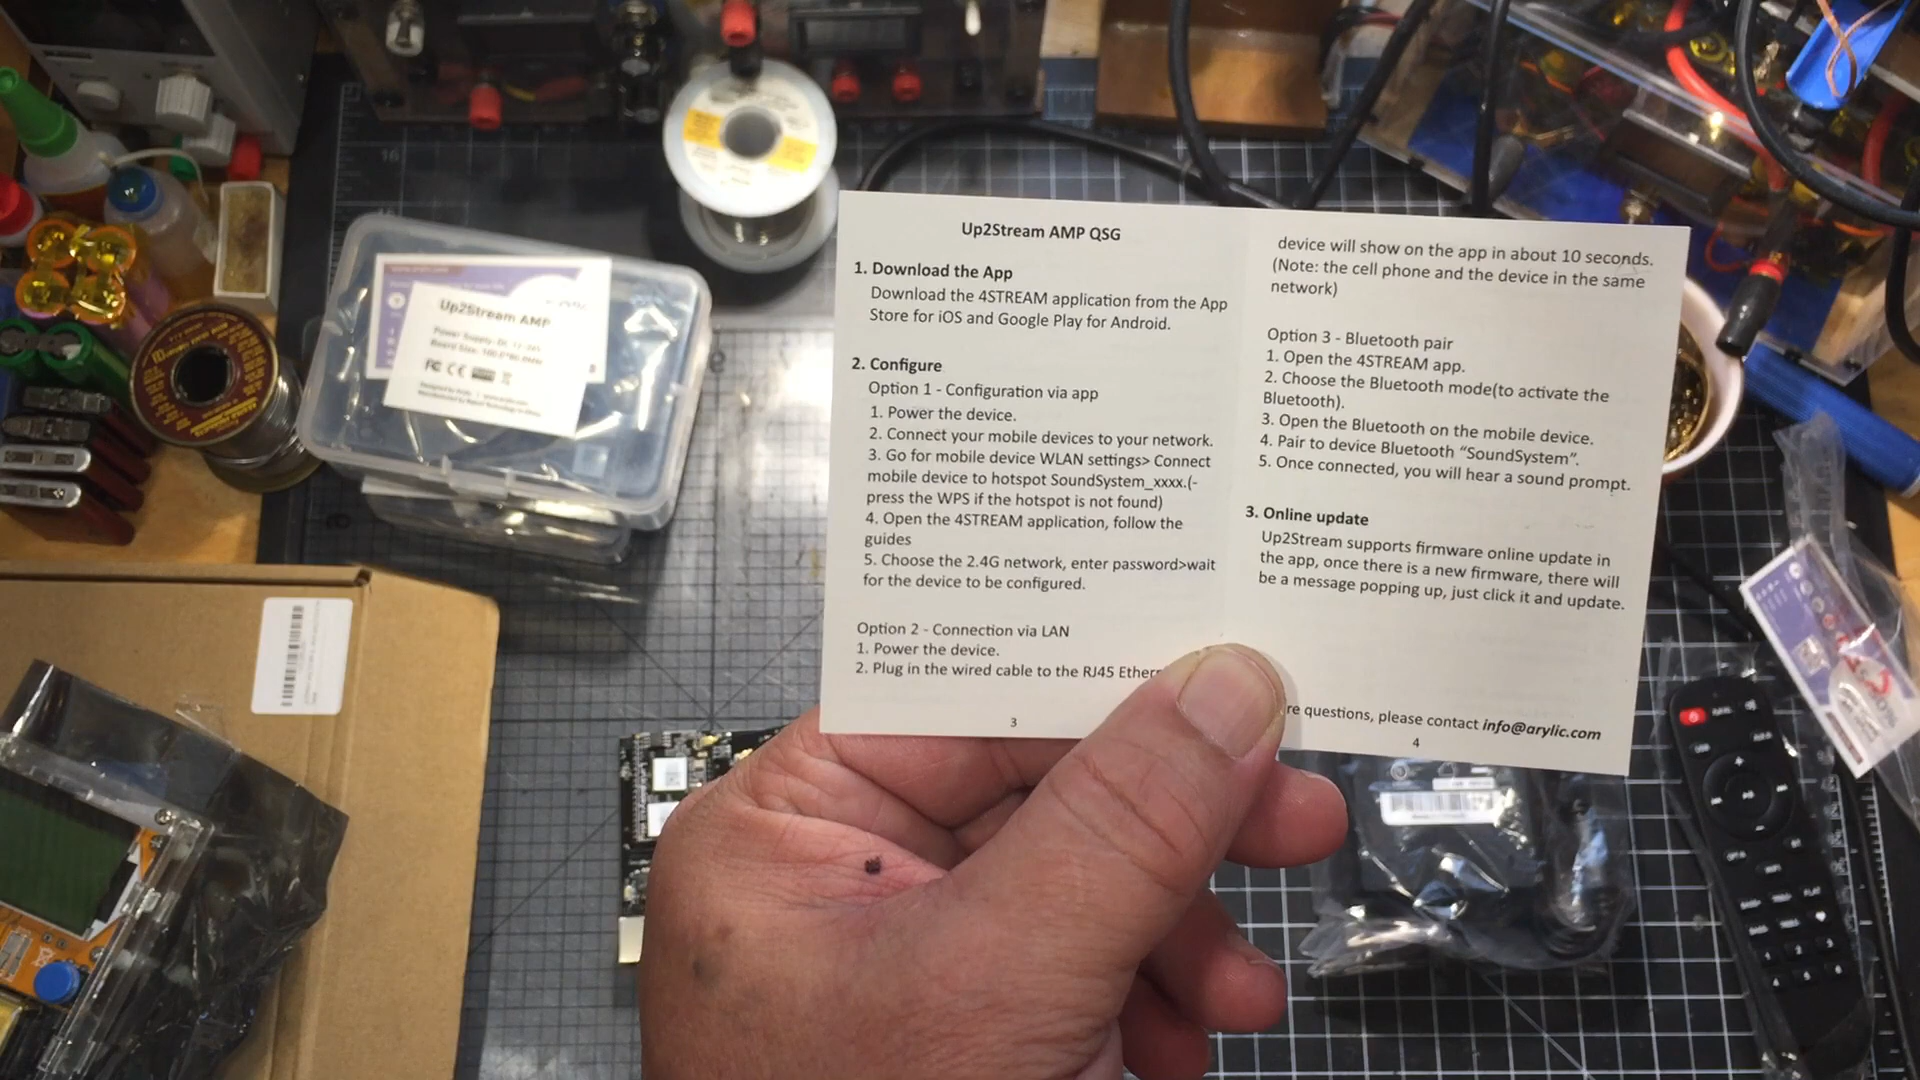 Up2Stream AMP QSG
1. Download the App
Download the 4STREAM application from the App
Store for iOS and Google Play for Android.
2. Configure
Option 1 - Configuration via app
1. Power the device.
2. Connect your mobile devices to your network.
3. Go for mobile device WLAN settings> Connect
mobile device to hotspot SoundSystem_xxxx.(-
press the WPS if the hotspot is not found)
4. Open the 4STREAM application, follow the
guides
5. Choose the 2.4G network, enter password>wait
for the device to be configured.
Option 2 - Connection via LAN
1. Power the device.
2. Plug in the wired cable to the RJ45
3
device will show on the app in about 10 seconds.
(Note: the cell phone and the device in the same
network)
Option 3 - Bluetooth pair
1. Open the 4STREAM app.
2. Choose the Bluetooth mode(to activate the
Bluetooth).
3. Open the Bluetooth on the mobile device.
4. Pair to device Bluetooth “SoundSystem”.
5. Once connected, you will hear a sound prompt.
3. Online update
Up2Stream supports firmware online update in
the app, once there is a new firmware, there will
be a message popping up, just click it and update.
questions, please contact info@arylic.com
4
Up2Stream AMP
Power Supply: DC
Board Size:
FC CE
16